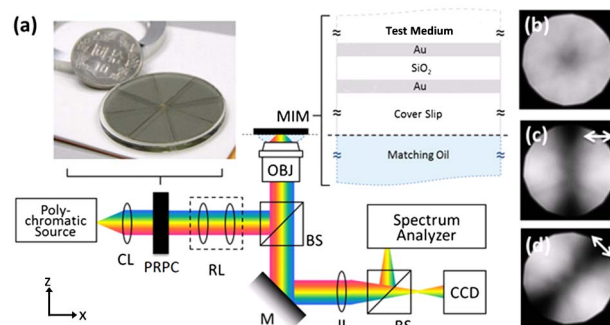 (a)
Test Medium
Au
SiO₂
Au
Cover Slip
Matching Oil
MIM
OBJ
Poly-
chromatic
Source
CL
PRPC
RL
BS
Spectrum
Analyzer
M
BS
CCD
Z
X
(b)
(c)
(d)